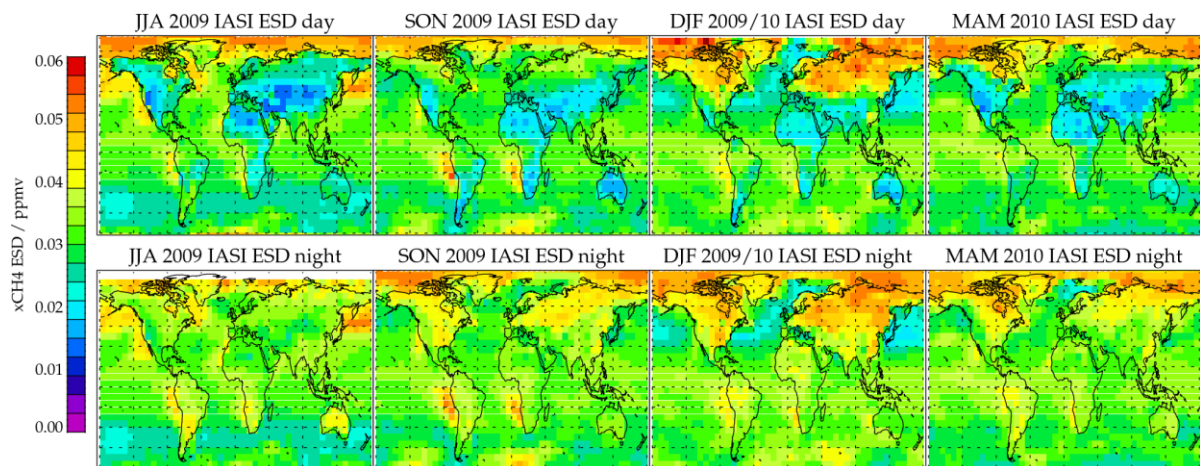 JJA 2009 IASI ESD day
SON 2009 IASI ESD day
DJF 2009/10 IASI ESD day
MAM 2010 IASI ESD day
xCH4 ESD / ppmv
0.06
0.05
0.04
0.03
0.02
0.01
0.00
JJA 2009 IASI ESD night
SON 2009 IASI ESD night
DJF 2009/10 IASI ESD night
MAM 2010 IASI ESD night